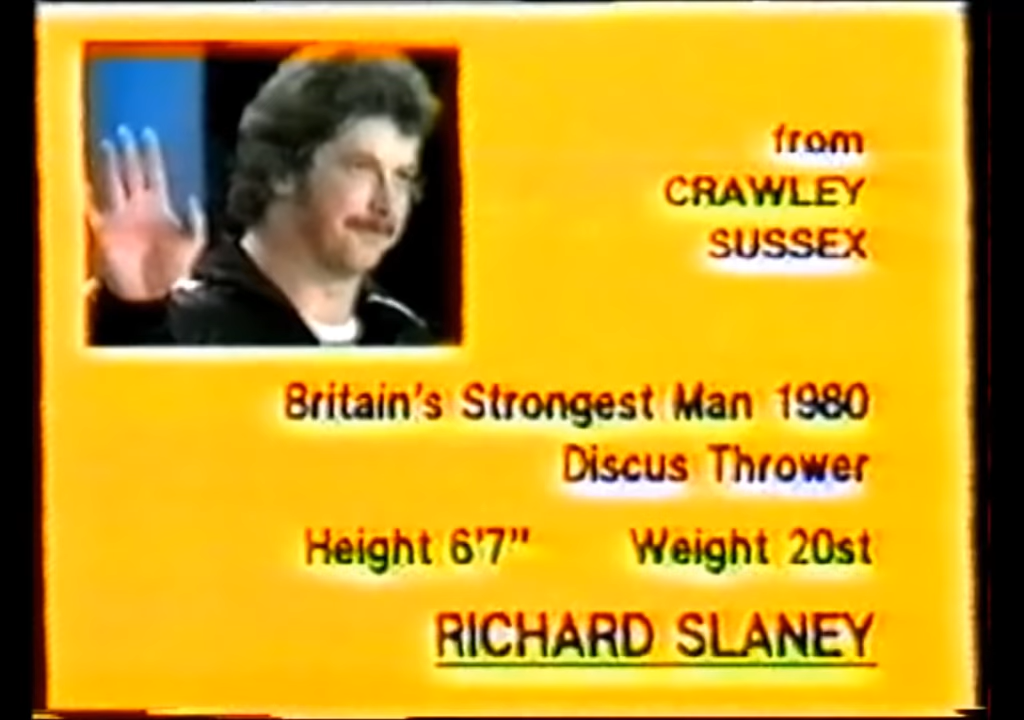 from
CRAWLEY
SUSSEX
Britain's Strongest Man 1980
Discus Thrower
Height 6'7" Weight 20st
RICHARD SLANEY